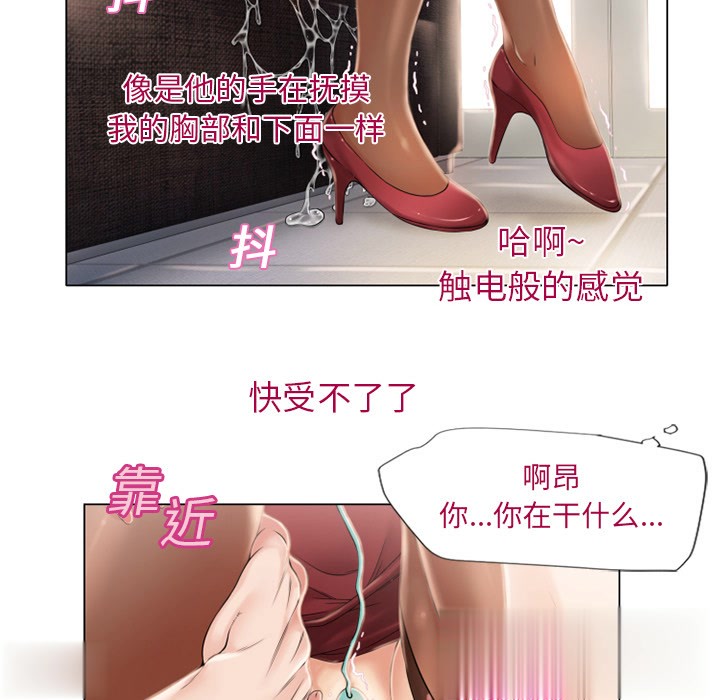 抖
像是他的手在抚摸
我的胸部和下面一样
抖
哈啊~
触电般的感觉
快受不了了
啊昂
你...你在干什么...
靠近